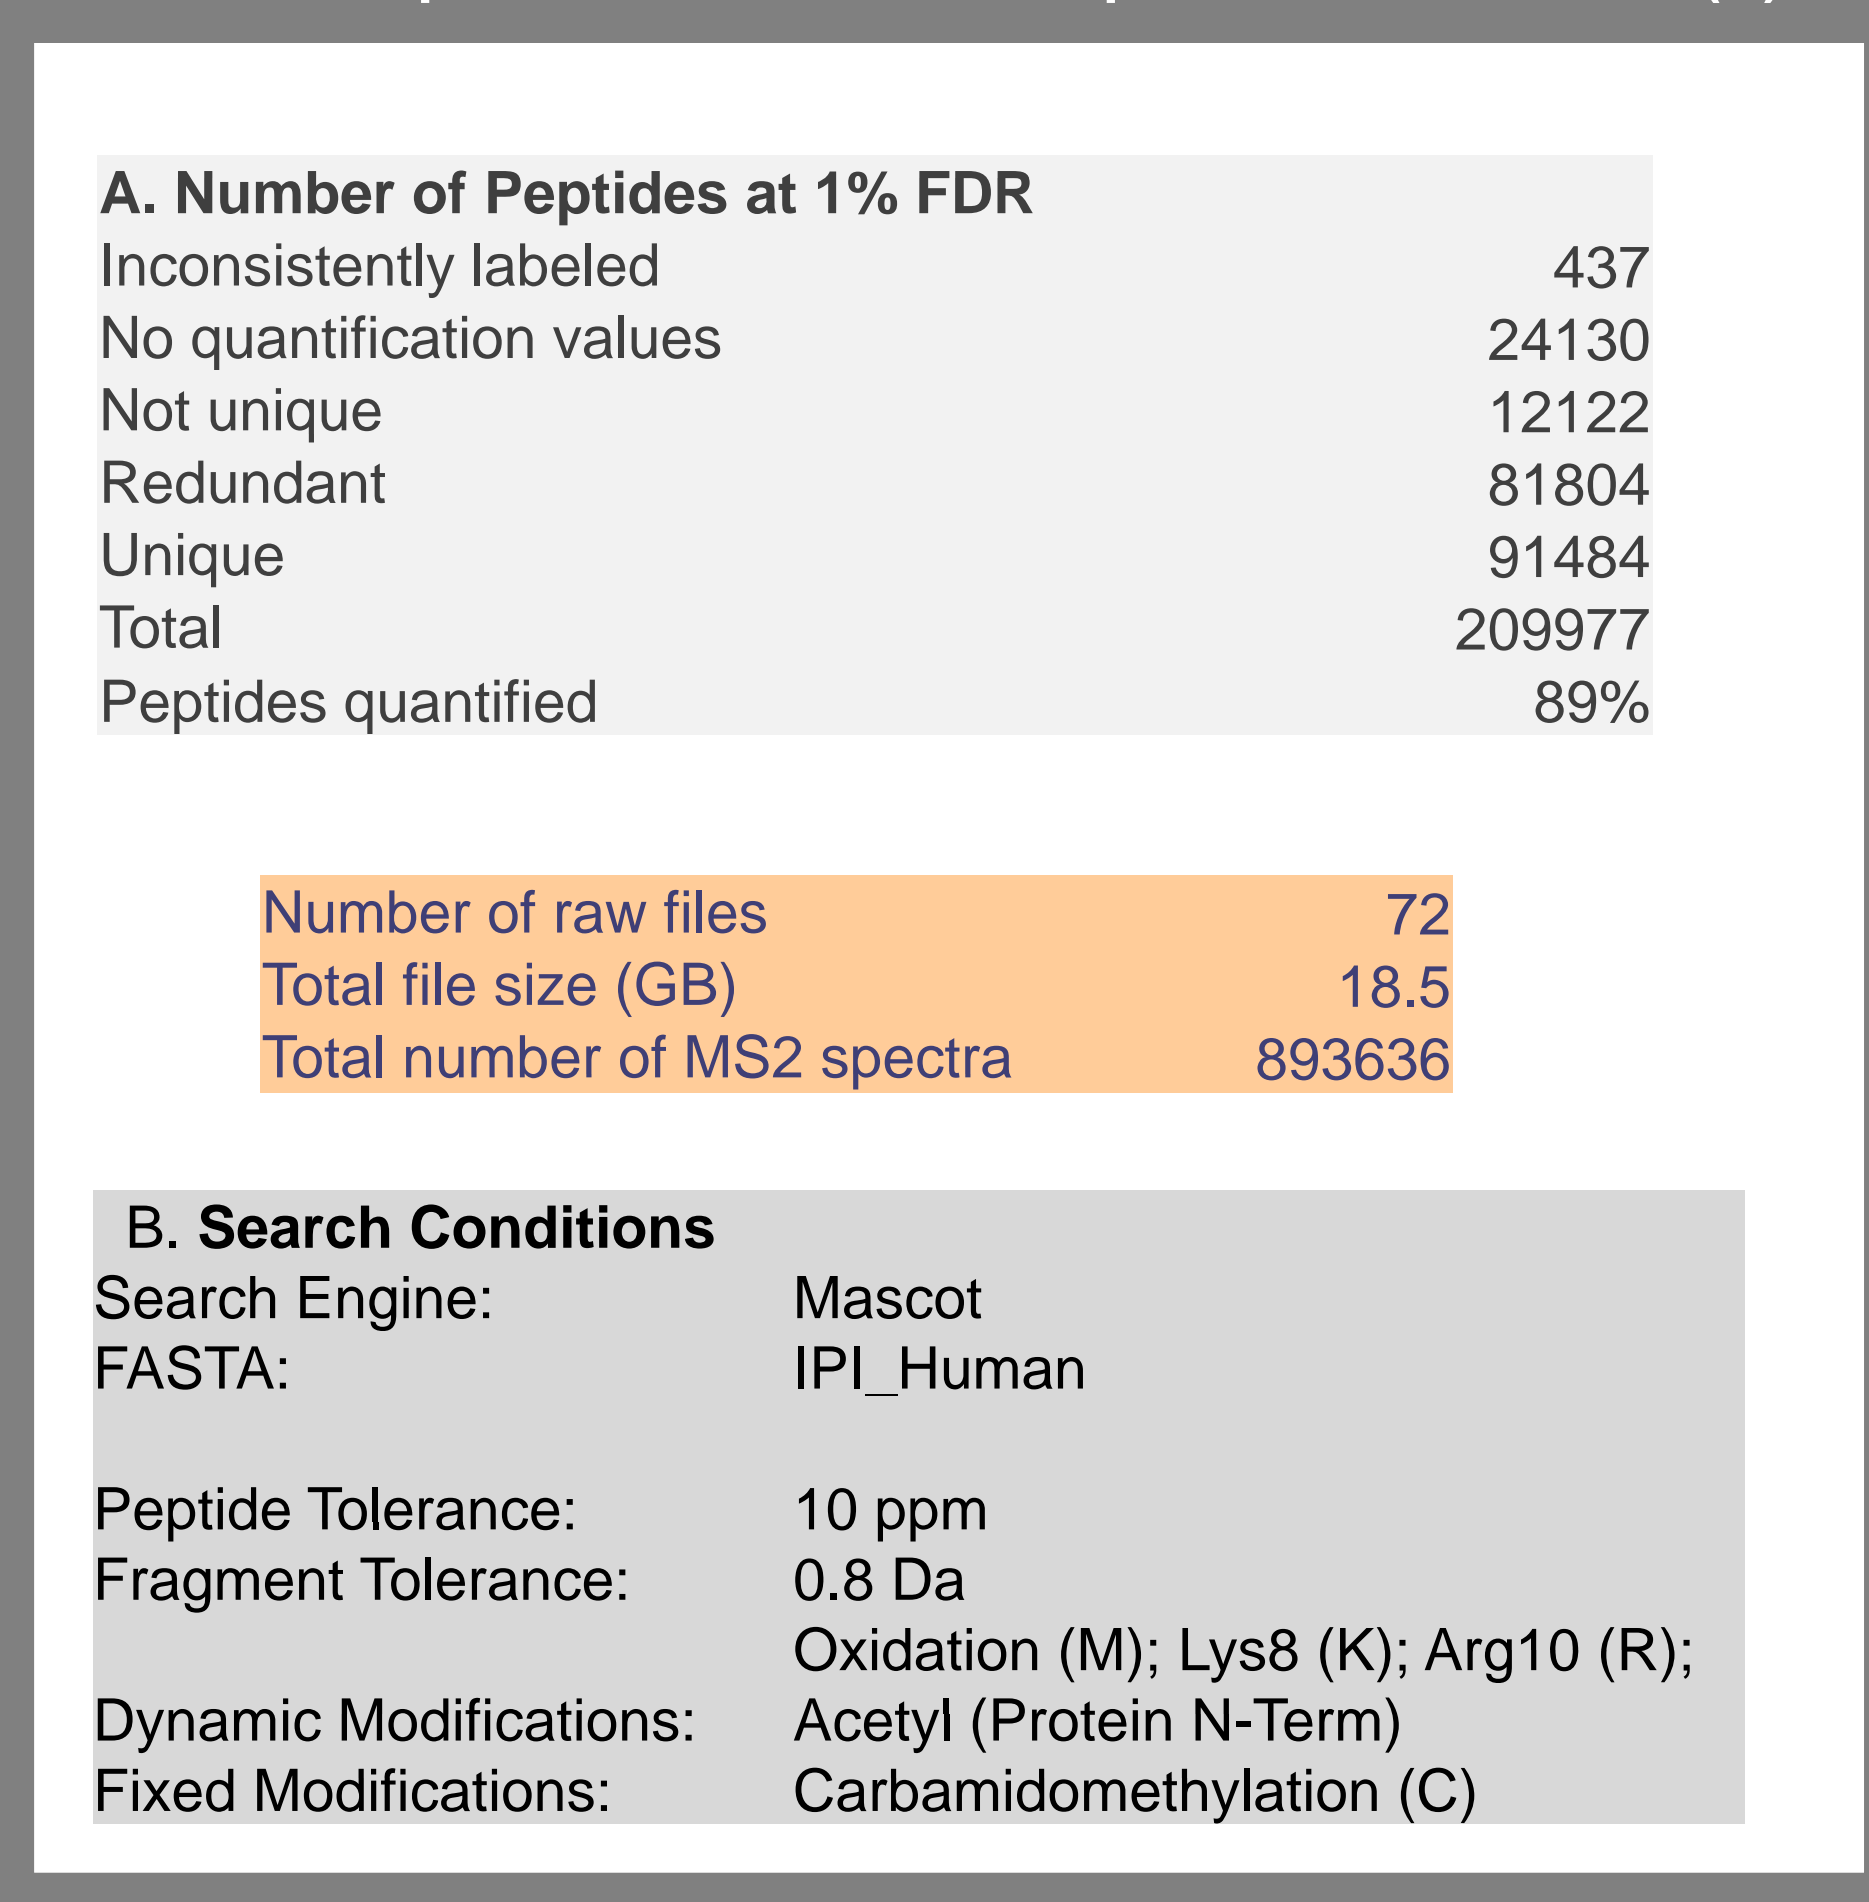 A. Number of Peptides at 1% FDR
Inconsistently labeled 437
No quantification values 24130
Not unique 12122
Redundant 81804
Unique 91484
Total 209977
Peptides quantified 89%
Number of raw files 72
Total file size (GB) 18.5
Total number of MS2 spectra 893636
B. Search Conditions
Search Engine: Mascot
FASTA: IPI_Human
Peptide Tolerance: 10 ppm
Fragment Tolerance: 0.8 Da
Oxidation (M); Lys8 (K); Arg10 (R);
Dynamic Modifications: Acetyl (Protein N-Term)
Fixed Modifications: Carbamidomethylation (C)